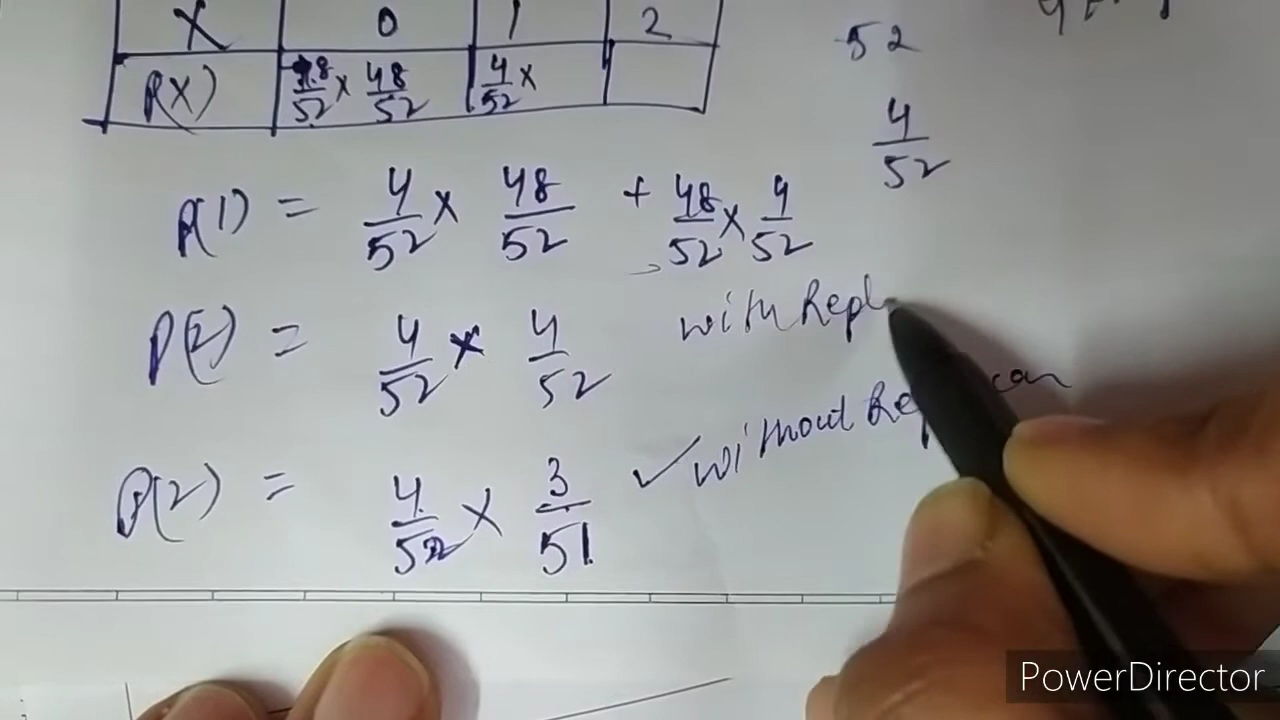 X 0 1 2
P(X) 48/52 × 48/52 4/52 ×
52
4/52
P(1) = 4/52 × 48/52 + 48/52 × 4/52
P(2) = 4/52 × 4/52 with Repl
P(2) = 4/52 × 3/51 ✓ without Rep
PowerDirector